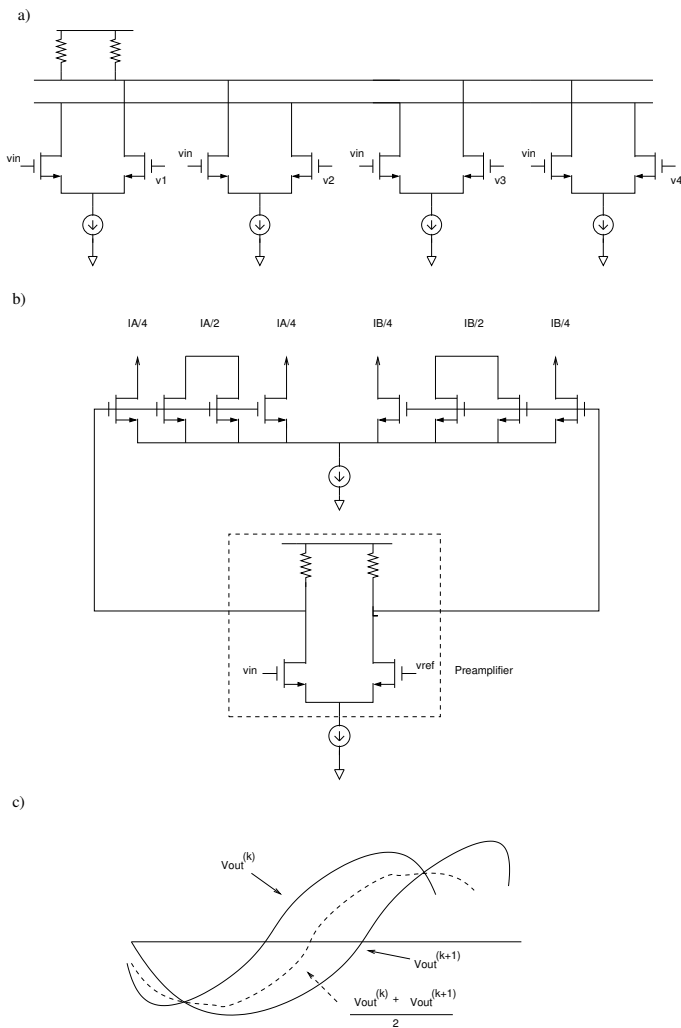 a)
vin
v1
vin
v2
vin
v3
vin
v4
b)
IA/4 IA/2 IA/4 IB/4 IB/2 IB/4
vin
vref
Preamplifier
c)
Vout(k)
Vout(k+1)
Vout(k) + Vout(k+1)
2